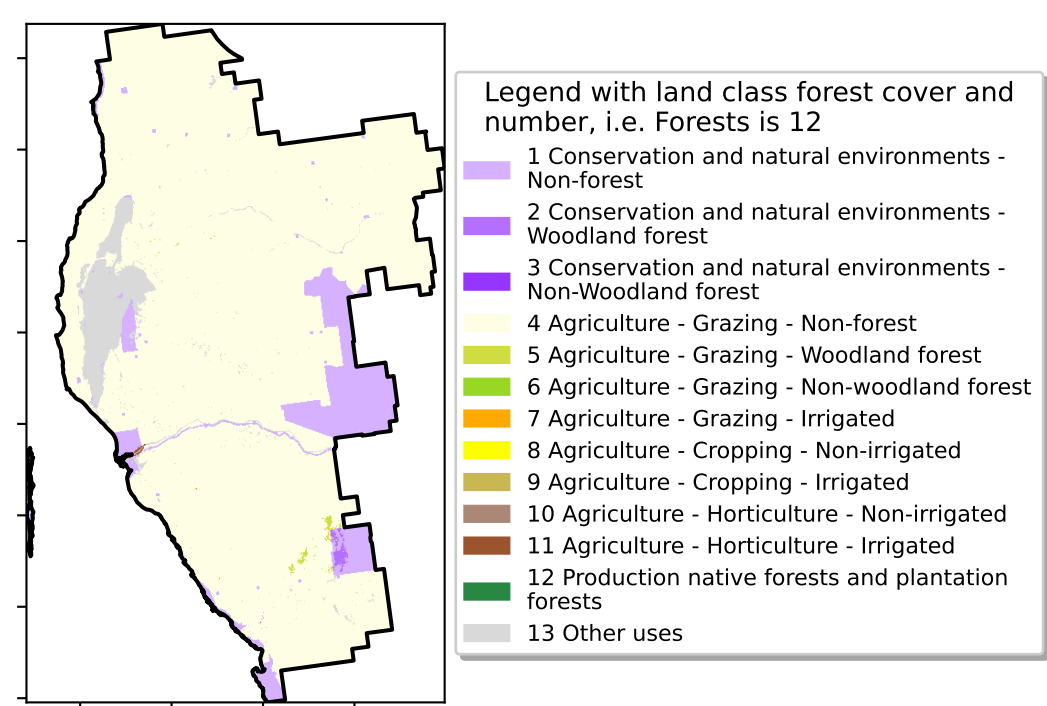 Legend with land class forest cover and
number, i.e. Forests is 12
1 Conservation and natural environments -
Non-forest
2 Conservation and natural environments -
Woodland forest
3 Conservation and natural environments -
Non-Woodland forest
4 Agriculture - Grazing - Non-forest
5 Agriculture - Grazing - Woodland forest
6 Agriculture - Grazing - Non-woodland forest
7 Agriculture - Grazing - Irrigated
8 Agriculture - Cropping - Non-irrigated
9 Agriculture - Cropping - Irrigated
10 Agriculture - Horticulture - Non-irrigated
11 Agriculture - Horticulture - Irrigated
12 Production native forests and plantation
forests
13 Other uses